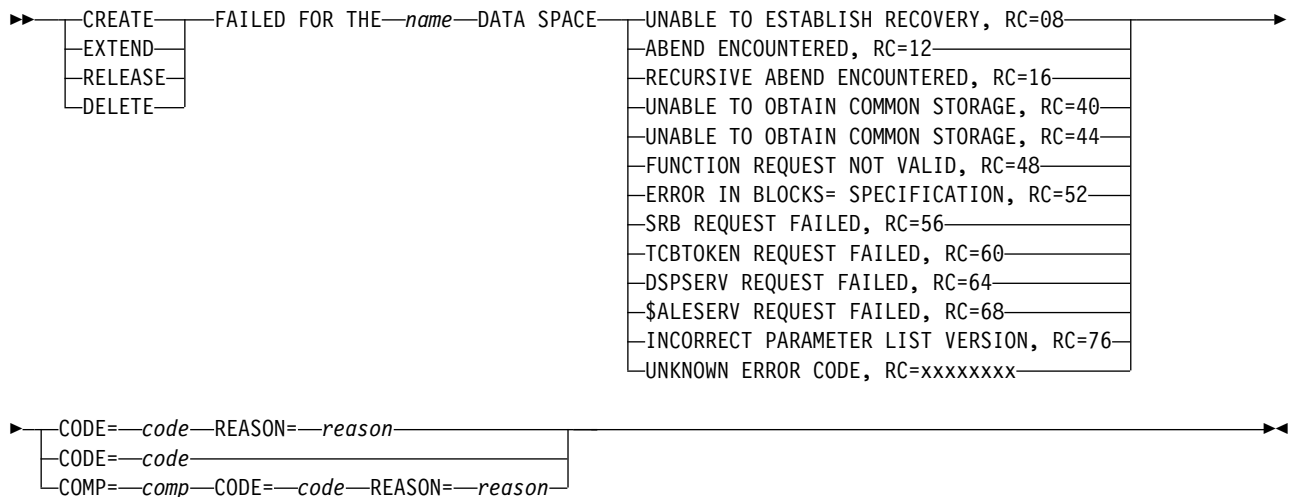 CREATE FAILED FOR THE name DATA SPACE UNABLE TO ESTABLISH RECOVERY, RC=08
EXTEND ABEND ENCOUNTERED, RC=12
RELEASE RECURSIVE ABEND ENCOUNTERED, RC=16
DELETE UNABLE TO OBTAIN COMMON STORAGE, RC=40
UNABLE TO OBTAIN COMMON STORAGE, RC=44
FUNCTION REQUEST NOT VALID, RC=48
ERROR IN BLOCKS= SPECIFICATION, RC=52
SRB REQUEST FAILED, RC=56
TCBTOKEN REQUEST FAILED, RC=60
DSPSERV REQUEST FAILED, RC=64
$ALESERV REQUEST FAILED, RC=68
INCORRECT PARAMETER LIST VERSION, RC=76
UNKNOWN ERROR CODE, RC=xxxxxxxx
CODE= code REASON= reason
CODE= code
COMP= comp CODE= code REASON= reason